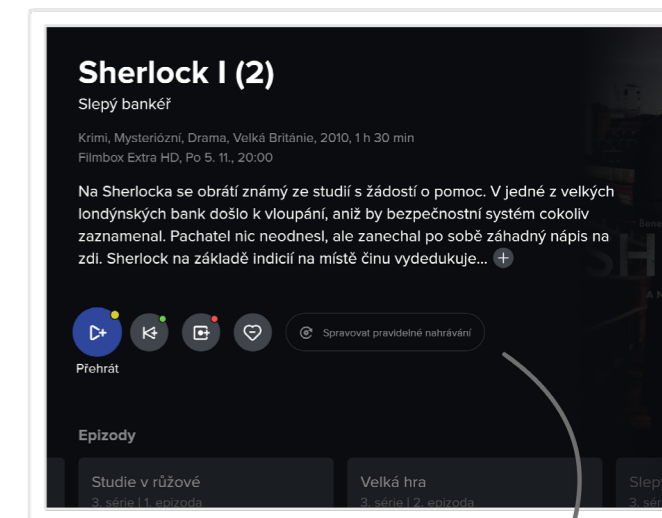 Sherlock I (2)
Slepý bankéř
Krimi, Mysteriózní, Drama, Velká Británie, 2010, 1 h 30 min
Filmbox Extra HD, Po 5. 11., 20:00
Na Sherlocka se obrátí známý ze studií s žádostí o pomoc. V jedné z velkých
londýnských bank došlo k vloupání, aniž by bezpečnostní systém cokoliv
zaznamenal. Pachatel nic neodnesl, ale zanechal po sobě záhadný nápis na
zdi. Sherlock na základě indicií na místě činu vydedukuje...
Spravovat pravidelné nahrávání
Přehrát
Epizody
Studie v růžové
3. série | 1. epizoda
Velká hra
3. série | 2. epizoda